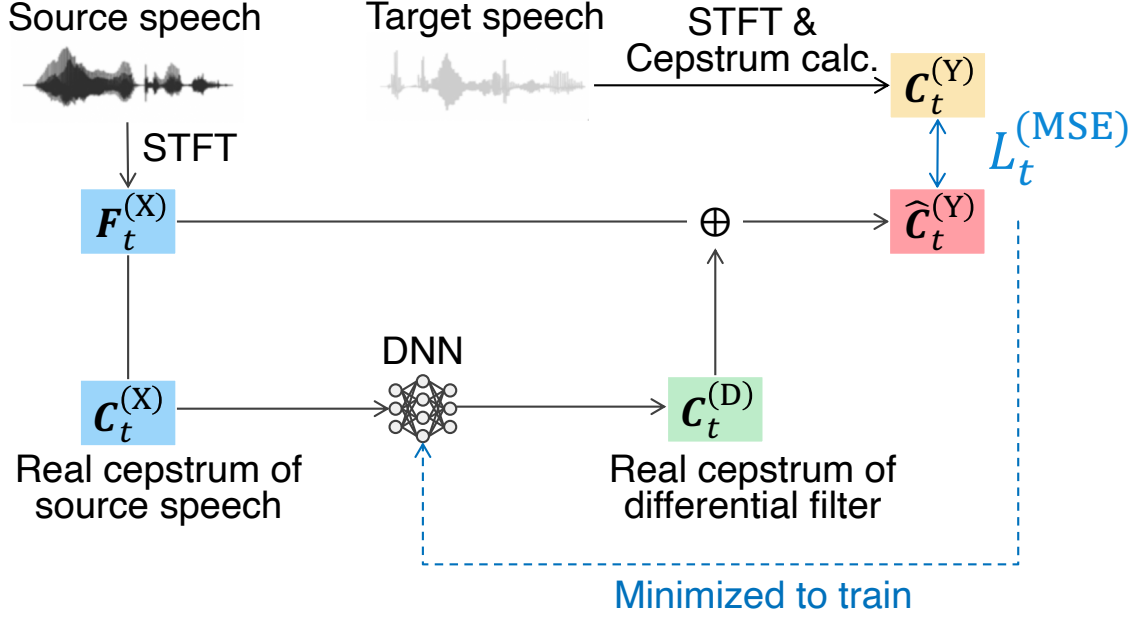 Source speech
Target speech
STFT &
Cepstrum calc.
C_t^(Y)
L_t^(MSE)
STFT
F_t^(X)
⊕
Ĉ_t^(Y)
DNN
C_t^(X)
C_t^(D)
Real cepstrum of
source speech
Real cepstrum of
differential filter
Minimized to train